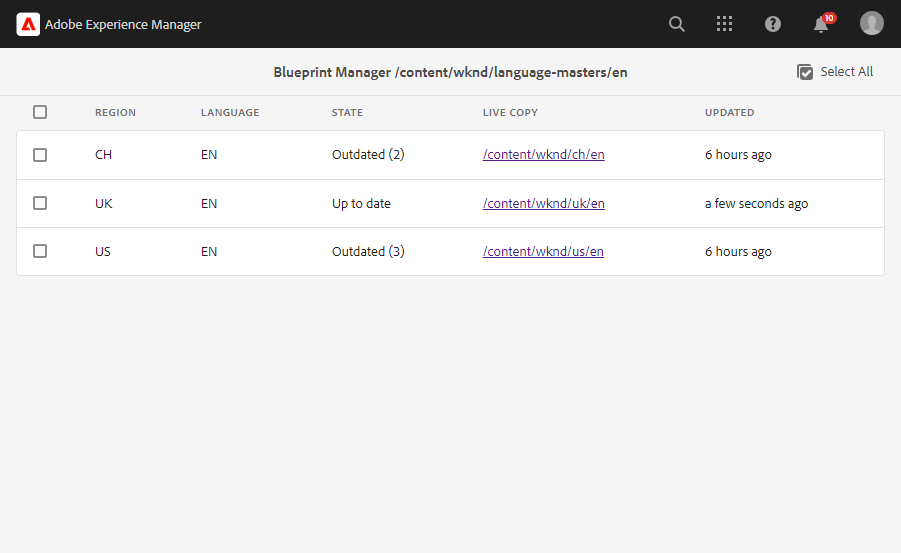 Adobe Experience Manager
10
Blueprint Manager /content/wknd/language-masters/en
Select All
REGION LANGUAGE STATE LIVE COPY UPDATED
CH EN Outdated (2) /content/wknd/ch/en 6 hours ago
UK EN Up to date /content/wknd/uk/en a few seconds ago
US EN Outdated (3) /content/wknd/us/en 6 hours ago